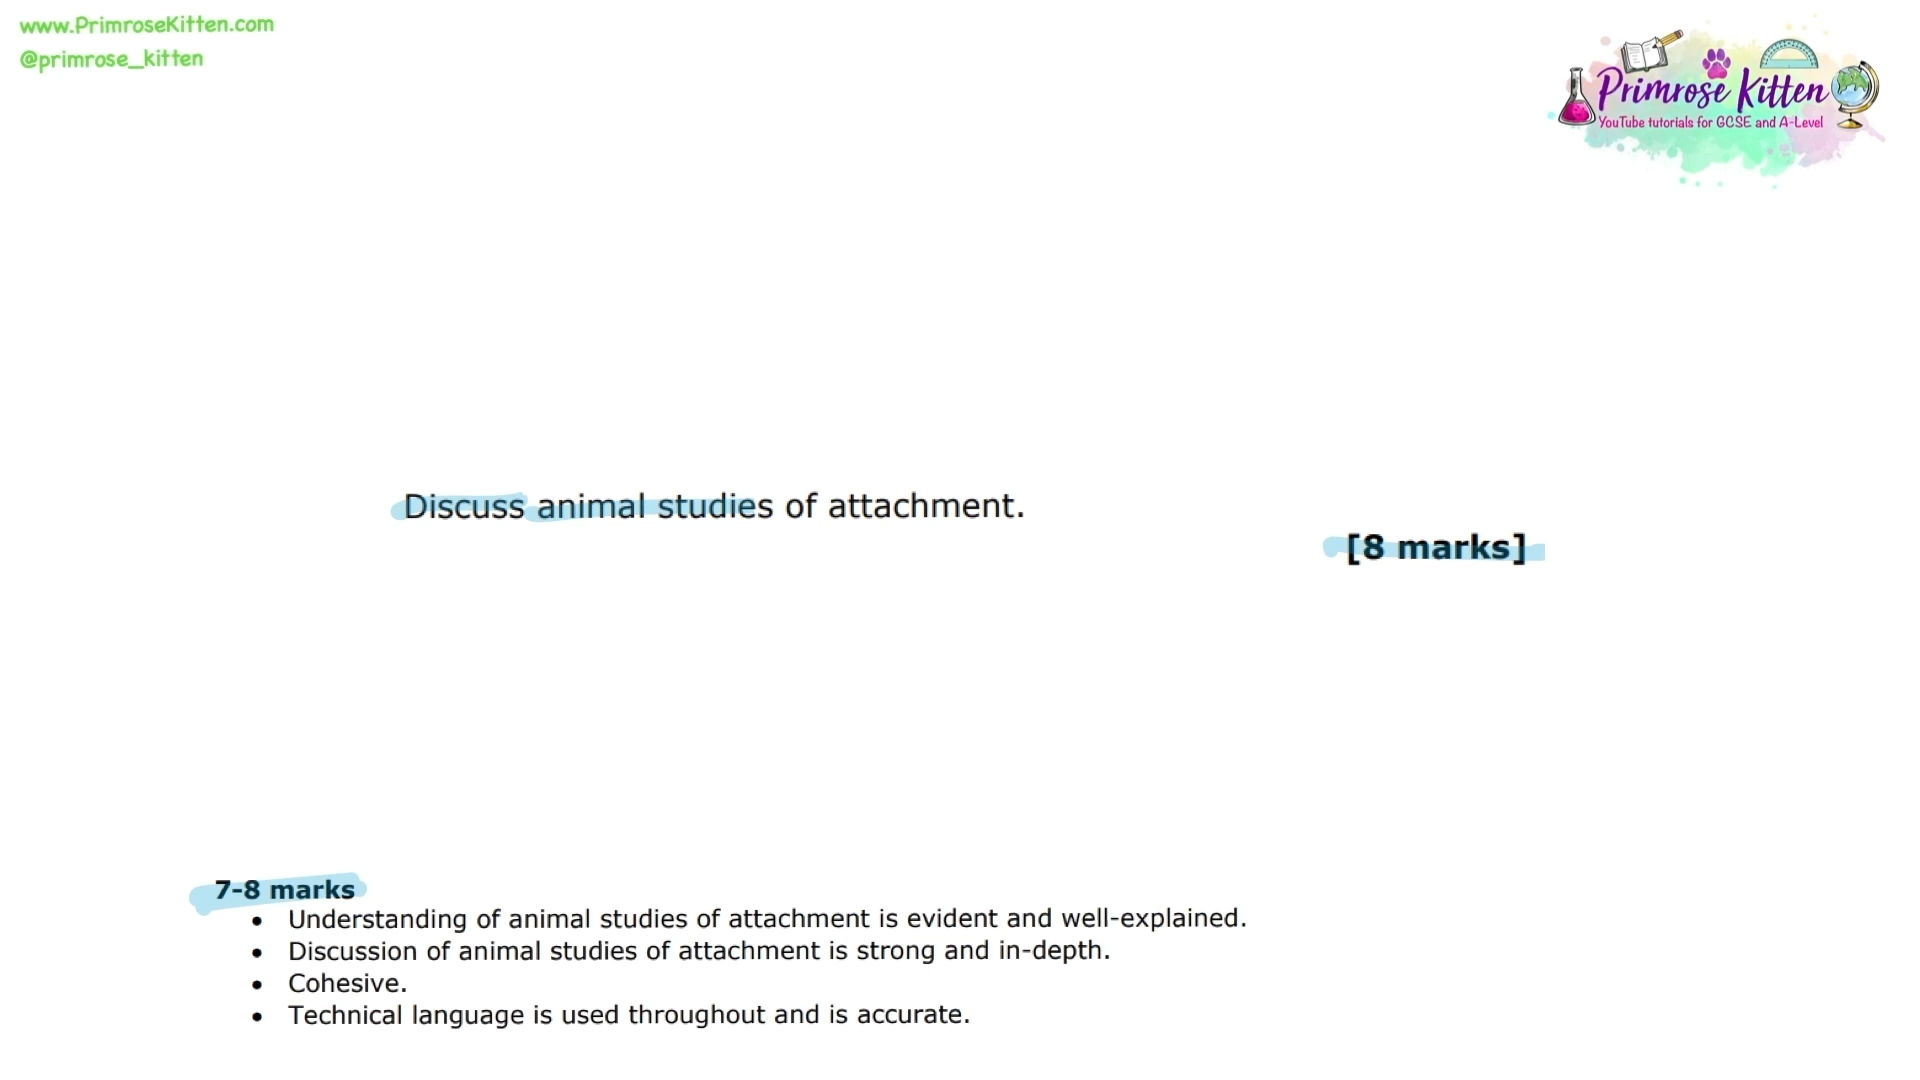 www.PrimroseKitten.com
@primrose_kitten
Primrose Kitten
YouTube tutorials for GCSE and A-Level
Discuss animal studies of attachment.
[8 marks]
7-8 marks
• Understanding of animal studies of attachment is evident and well-explained.
• Discussion of animal studies of attachment is strong and in-depth.
• Cohesive.
• Technical language is used throughout and is accurate.